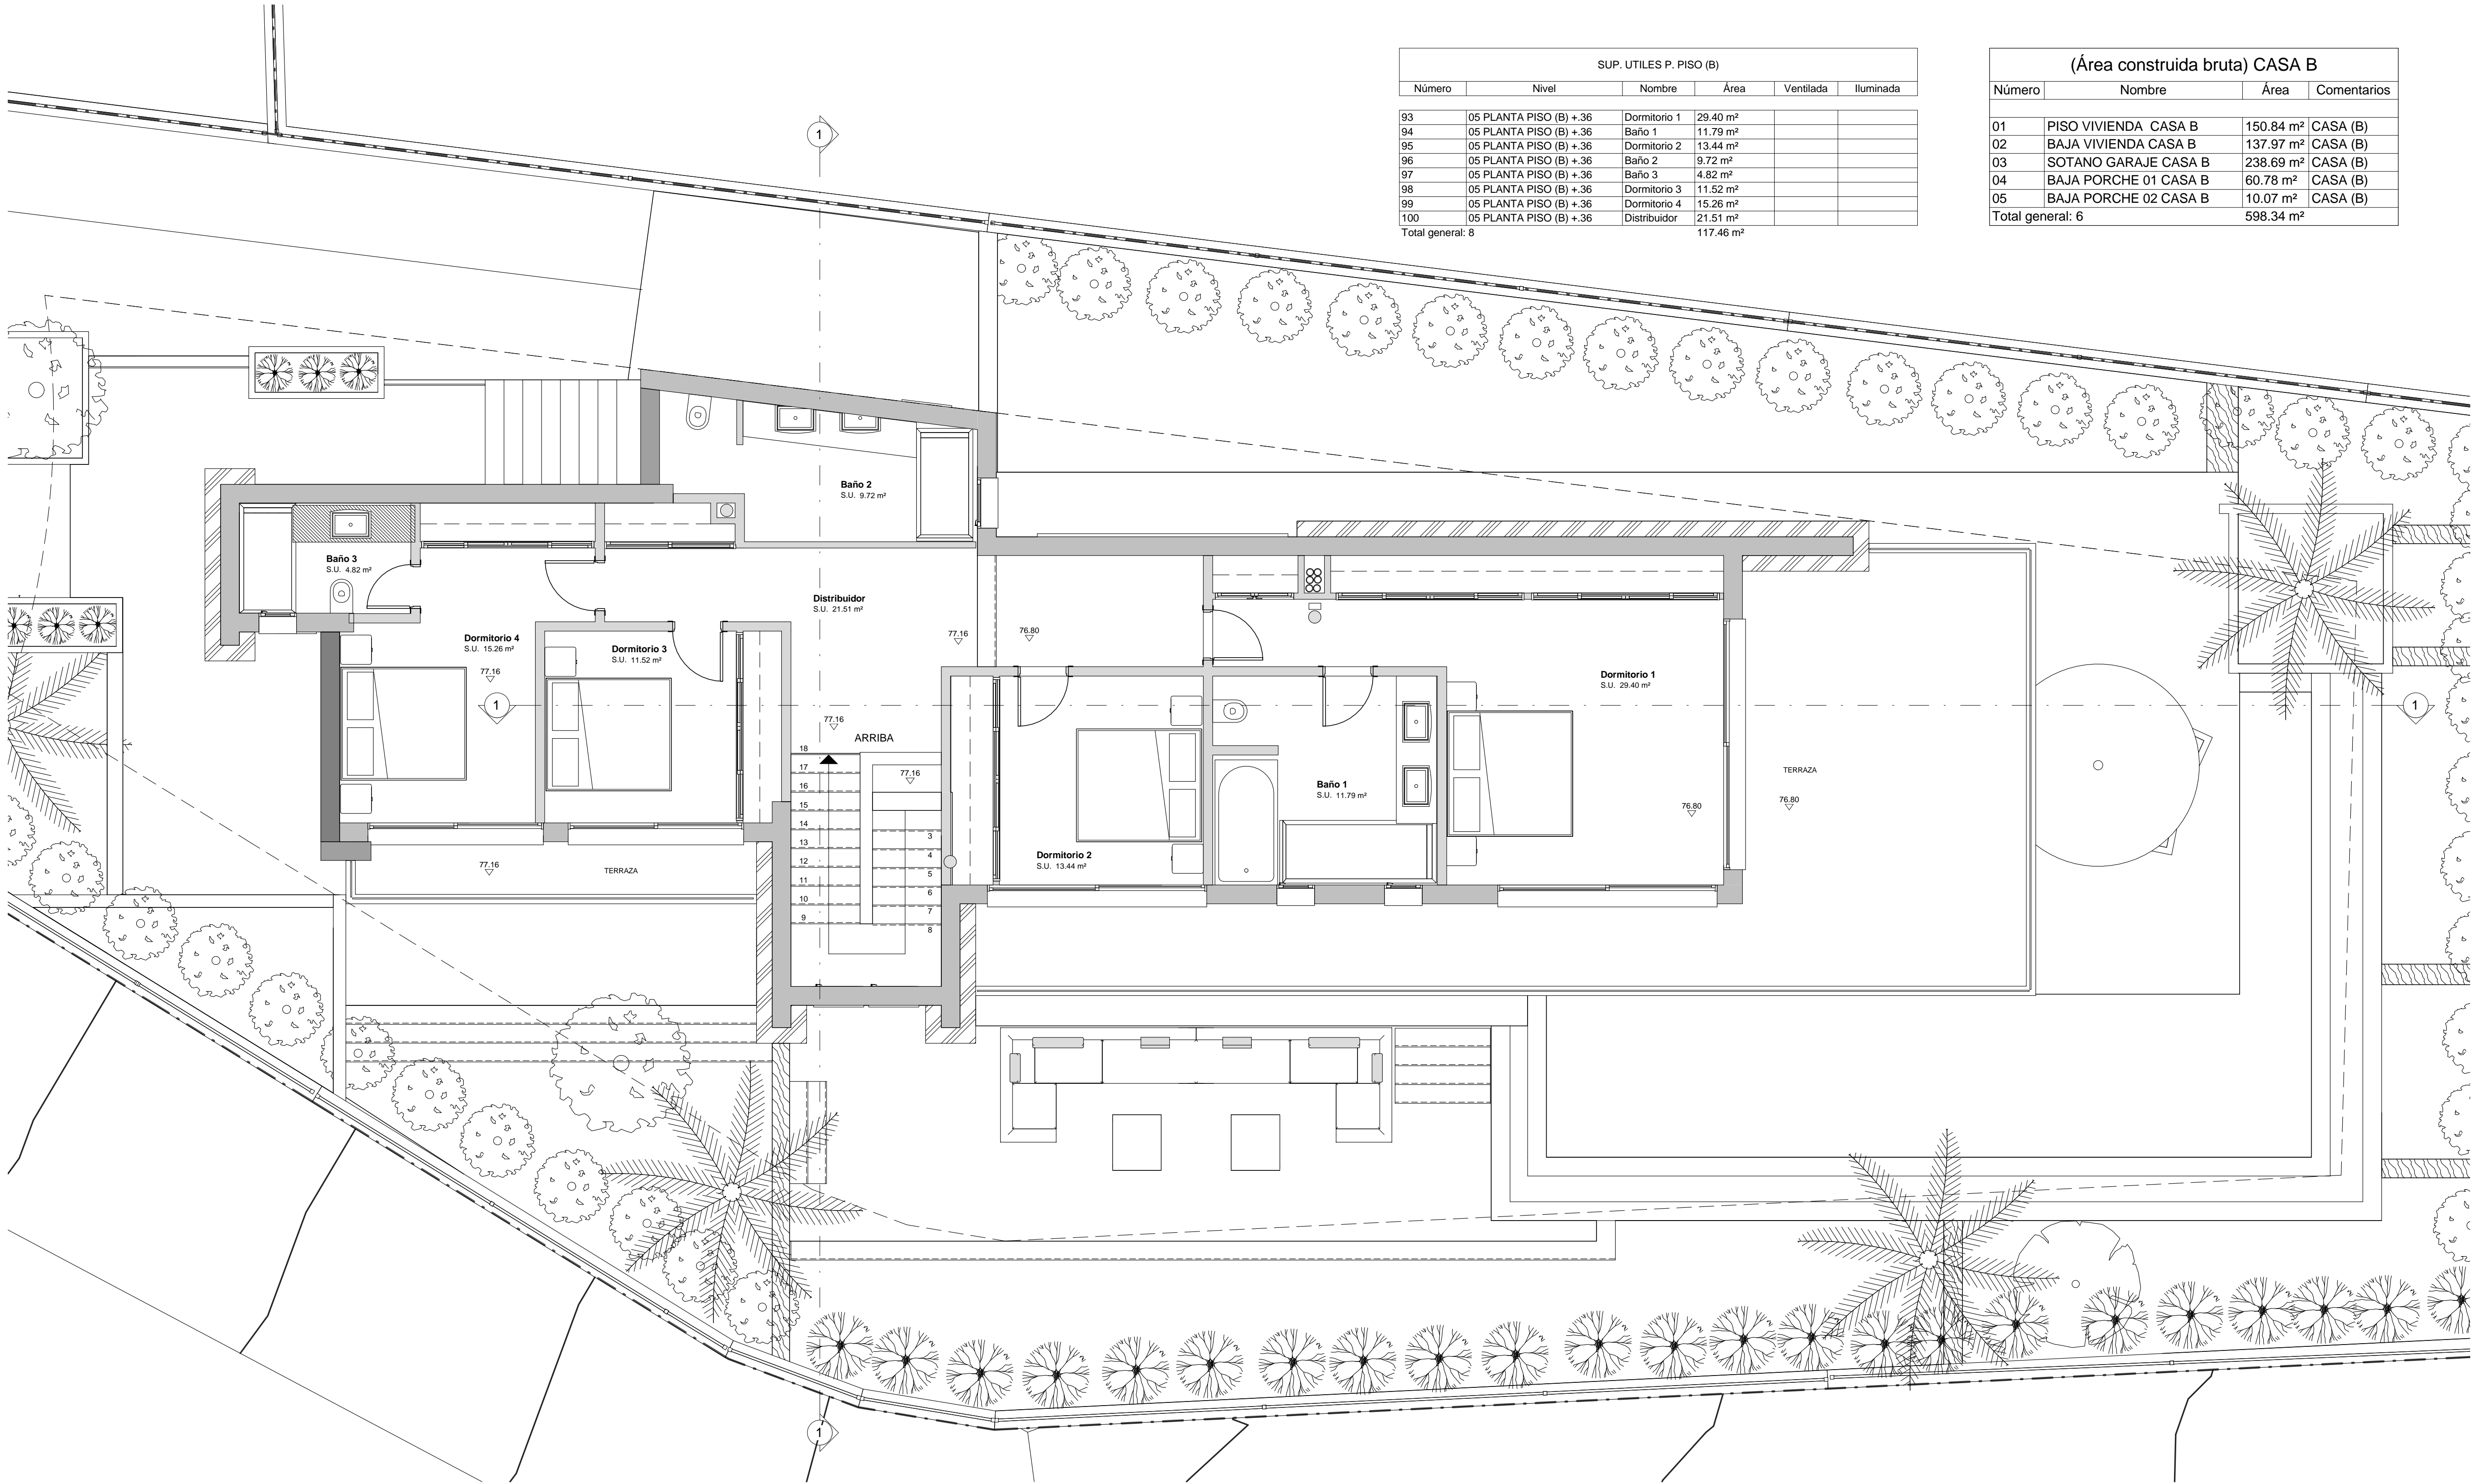 SUP. UTILES P. PISO (B)
Número Nivel Nombre Área Ventilada Iluminada
93 05 PLANTA PISO (B) +.36 Dormitorio 1 29.40 m²
94 05 PLANTA PISO (B) +.36 Baño 1 11.79 m²
95 05 PLANTA PISO (B) +.36 Dormitorio 2 13.44 m²
96 05 PLANTA PISO (B) +.36 Baño 2 9.72 m²
97 05 PLANTA PISO (B) +.36 Baño 3 4.82 m²
98 05 PLANTA PISO (B) +.36 Dormitorio 3 11.52 m²
99 05 PLANTA PISO (B) +.36 Dormitorio 4 15.26 m²
100 05 PLANTA PISO (B) +.36 Distribuidor 21.51 m²
Total general: 8 117.46 m²
(Área construida bruta) CASA B
Número Nombre Área Comentarios
01 PISO VIVIENDA CASA B 150.84 m² CASA (B)
02 BAJA VIVIENDA CASA B 137.97 m² CASA (B)
03 SOTANO GARAJE CASA B 238.69 m² CASA (B)
04 BAJA PORCHE 01 CASA B 60.78 m² CASA (B)
05 BAJA PORCHE 02 CASA B 10.07 m² CASA (B)
Total general: 6 598.34 m²
1
Baño 2
S.U. 9.72 m²
Baño 3
S.U. 4.82 m²
Distribuidor
S.U. 21.51 m²
77.16
76.80
Dormitorio 4
S.U. 15.26 m²
77.16
Dormitorio 3
S.U. 11.52 m²
Dormitorio 1
S.U. 29.40 m²
1
1
77.16
ARRIBA
77.16
18
17
16
15
14
13
12
11
10
9
3
4
5
6
7
8
TERRAZA
76.80
76.80
Baño 1
S.U. 11.79 m²
Dormitorio 2
S.U. 13.44 m²
77.16
TERRAZA
1